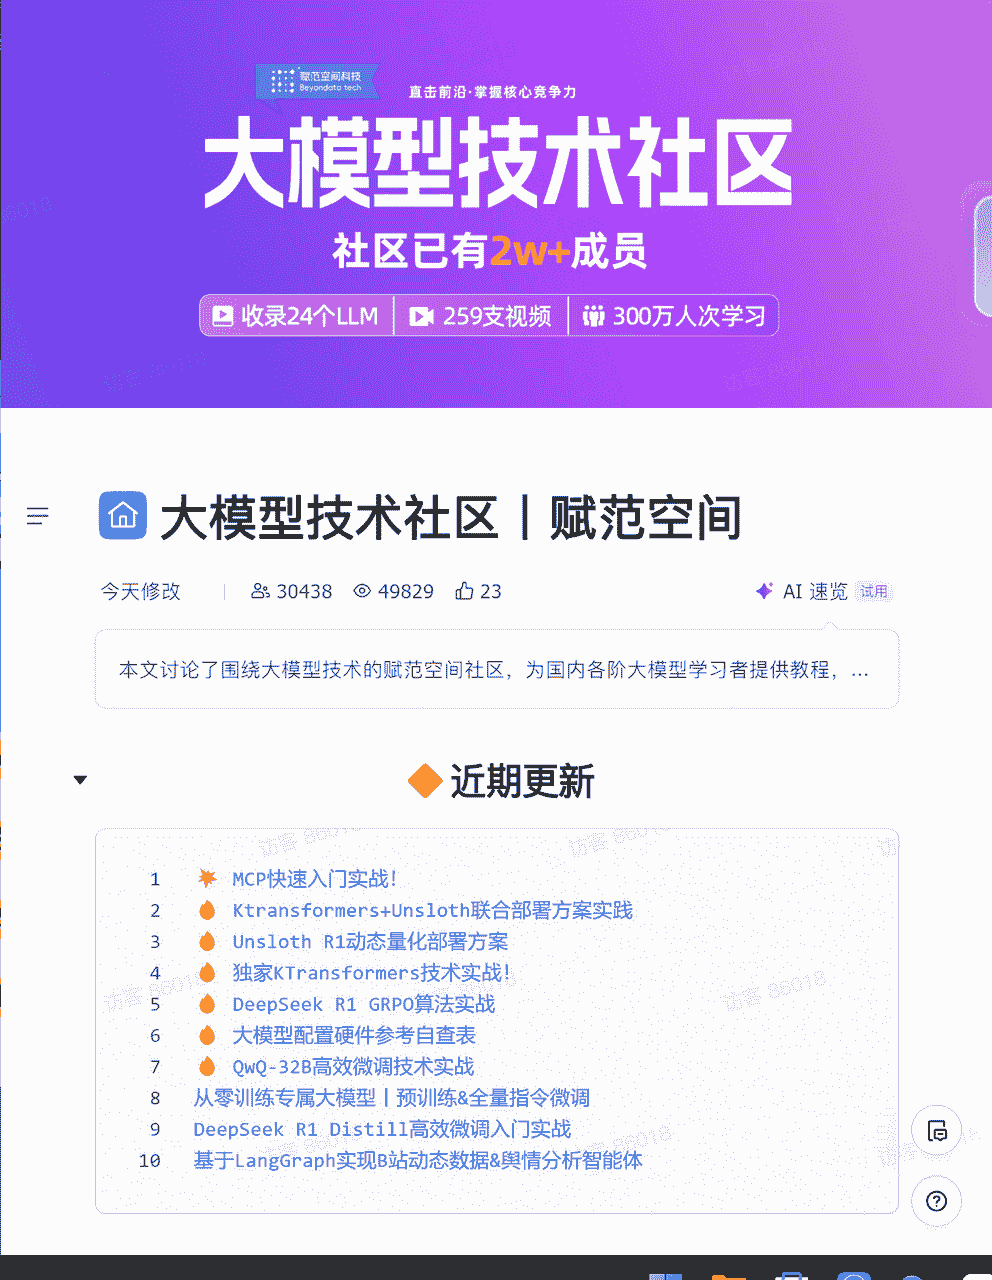 赋范空间科技
Beyondata tech
直击前沿·掌握核心竞争力
大模型技术社区
社区已有2w+成员
收录24个LLM 259支视频 300万人次学习
大模型技术社区丨赋范空间
今天修改 30438 49829 23 AI 速览 试用
本文讨论了围绕大模型技术的赋范空间社区，为国内各阶大模型学习者提供教程，...
近期更新
1 MCP快速入门实战！
2 Ktransformers+Unsloth联合部署方案实践
3 Unsloth R1动态量化部署方案
4 独家KTransformers技术实战！
5 DeepSeek R1 GRPO算法实战
6 大模型配置硬件参考自查表
7 QwQ-32B高效微调技术实战
8 从零训练专属大模型丨预训练&全量指令微调
9 DeepSeek R1 Distill高效微调入门实战
10 基于LangGraph实现B站动态数据&舆情分析智能体
访客 86018